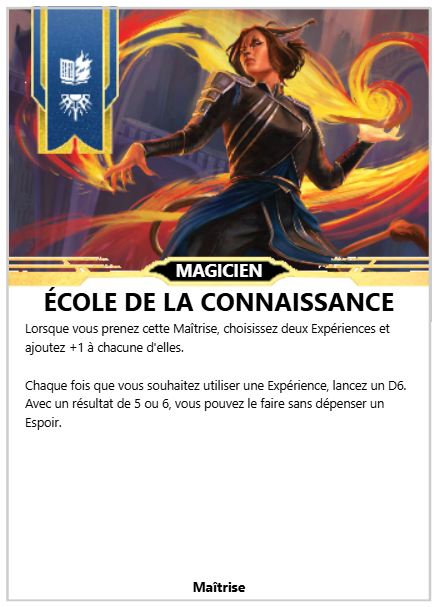 MAGICIEN
ÉCOLE DE LA CONNAISSANCE
Lorsque vous prenez cette Maîtrise, choisissez deux Expériences et
ajoutez +1 à chacune d'elles.
Chaque fois que vous souhaitez utiliser une Expérience, lancez un D6.
Avec un résultat de 5 ou 6, vous pouvez le faire sans dépenser un
Espoir.
Maîtrise